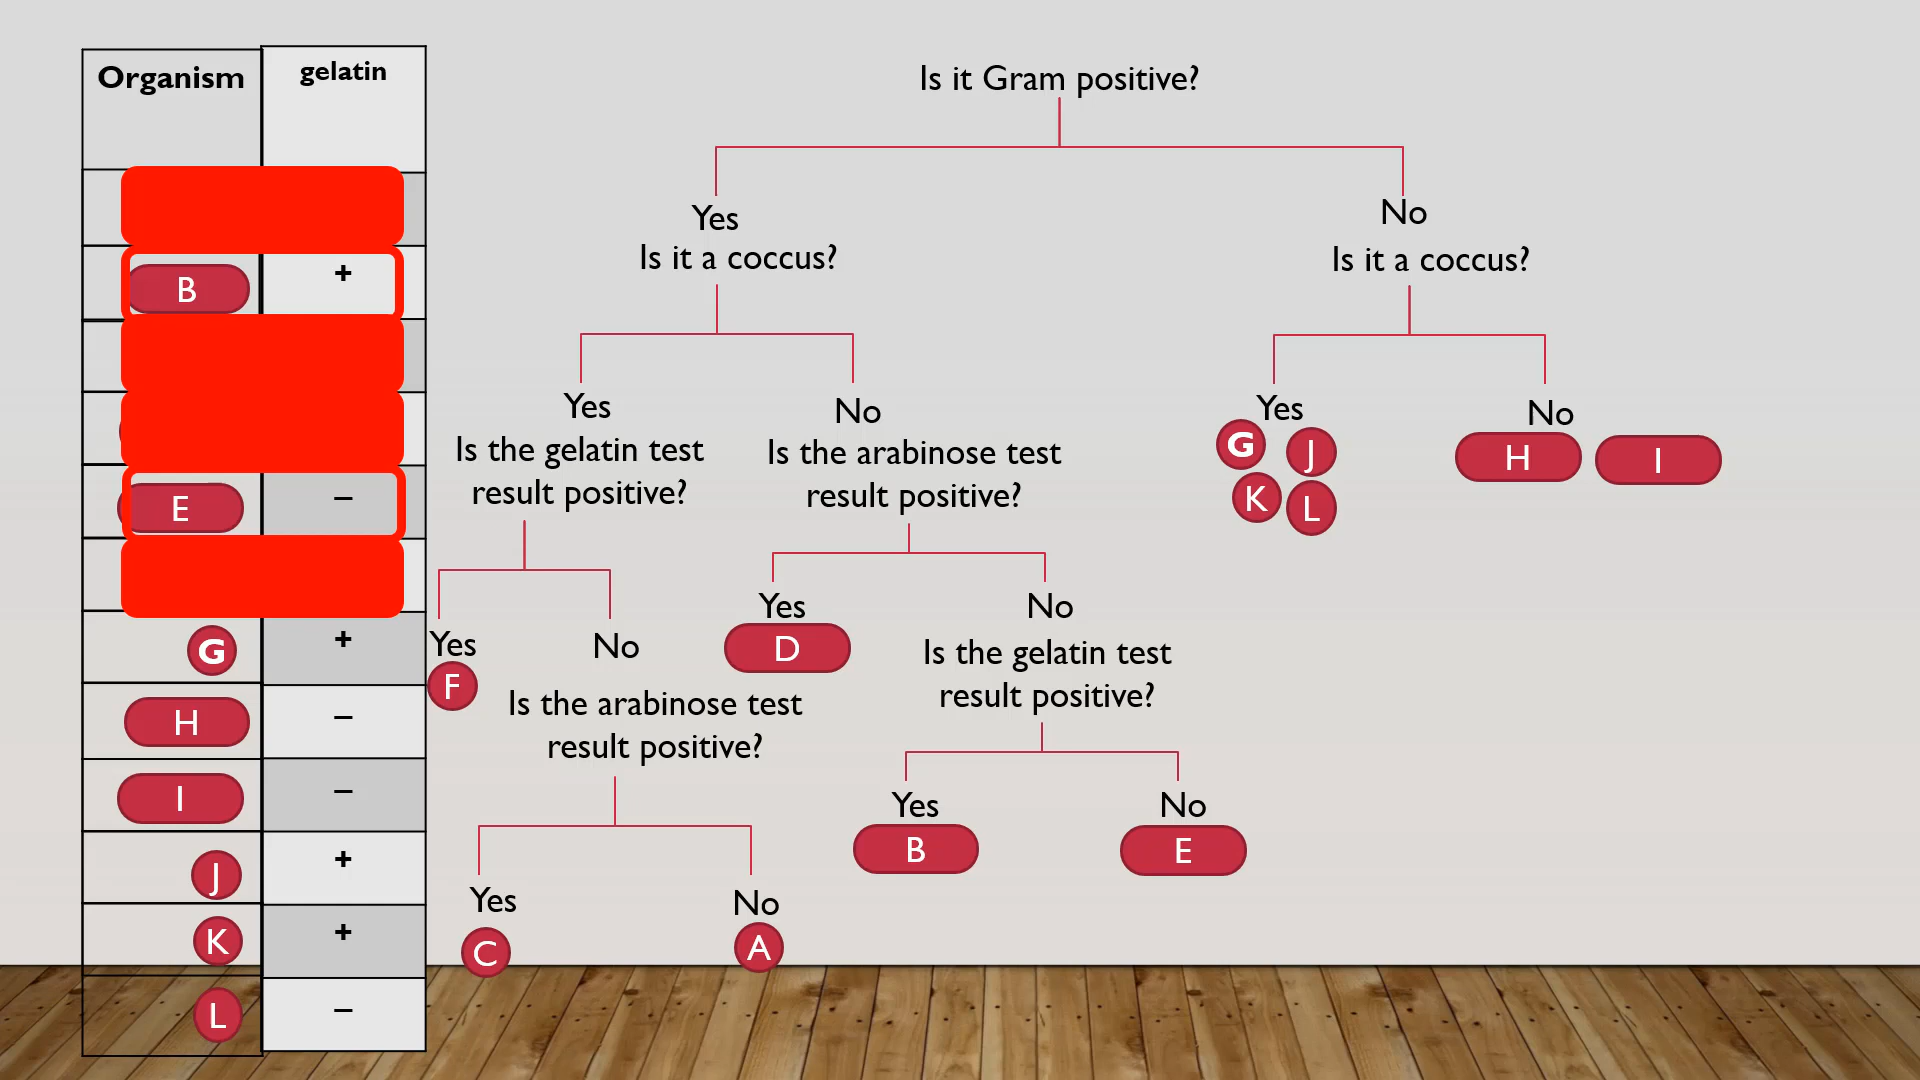 Organism gelatin
B +
E –
G +
H –
I –
J +
K +
L –
Is it Gram positive?
Yes
Is it a coccus?
No
Is it a coccus?
Yes
Is the gelatin test
result positive?
No
Is the arabinose test
result positive?
Yes
G J
K L
No
H I
Yes
F
No
Is the arabinose test
result positive?
Yes
D
No
Is the gelatin test
result positive?
Yes
C
No
A
Yes
B
No
E